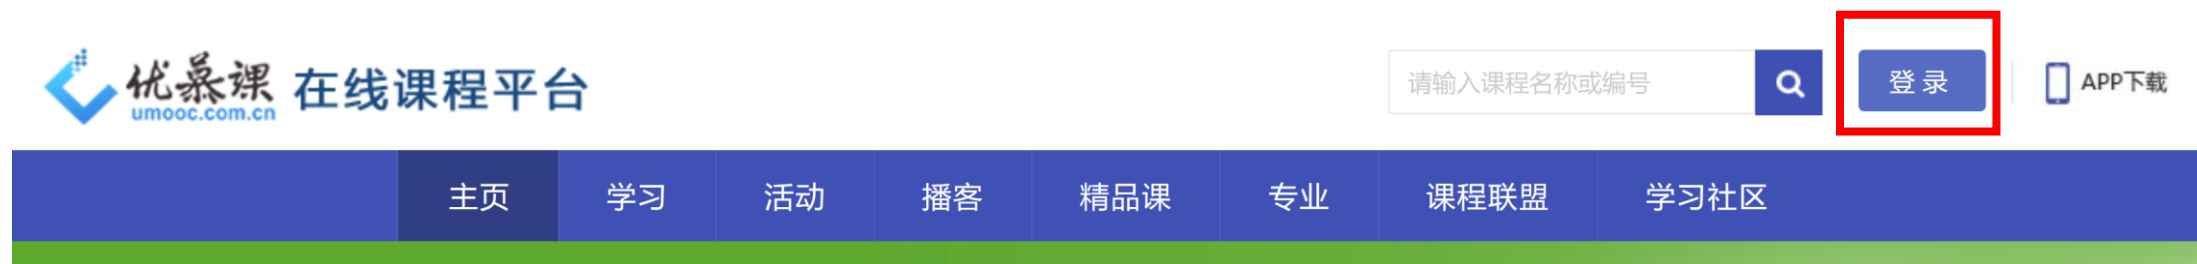 优慕课 在线课程平台
umooc.com.cn
请输入课程名称或编号
登录
APP下载
主页 学习 活动 播客 精品课 专业 课程联盟 学习社区